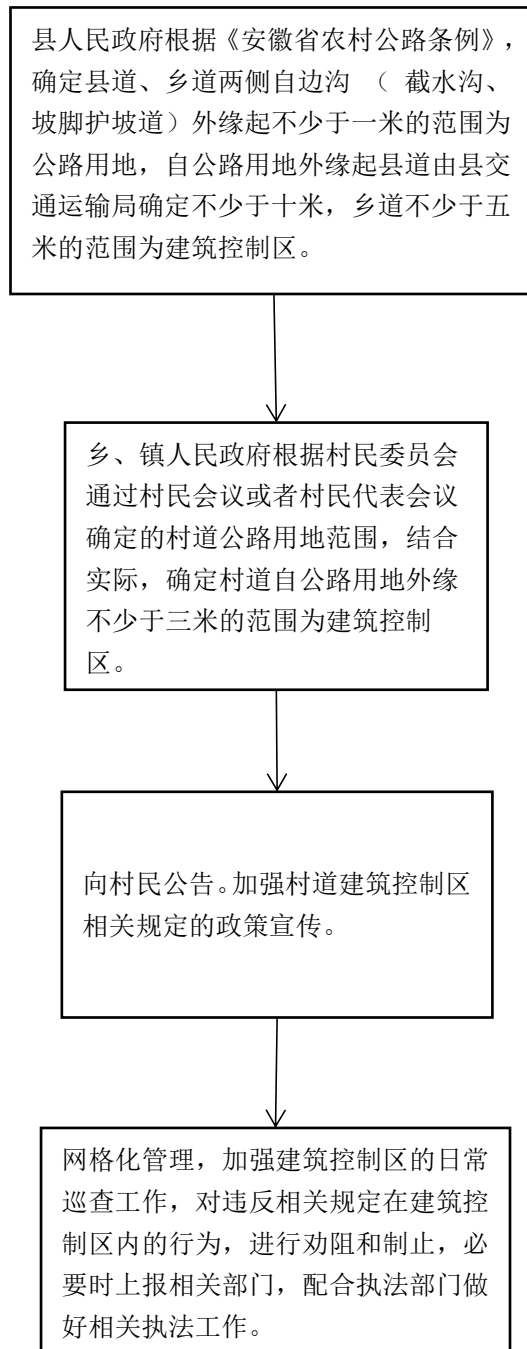 县人民政府根据《安徽省农村公路条例》，
确定县道、乡道两侧自边沟 （ 截水沟、
坡脚护坡道）外缘起不少于一米的范围为
公路用地，自公路用地外缘起县道由县交
通运输局确定不少于十米，乡道不少于五
米的范围为建筑控制区。
乡、镇人民政府根据村民委员会
通过村民会议或者村民代表会议
确定的村道公路用地范围，结合
实际，确定村道自公路用地外缘
不少于三米的范围为建筑控制
区。
向村民公告。加强村道建筑控制区
相关规定的政策宣传。
网格化管理，加强建筑控制区的日常
巡查工作，对违反相关规定在建筑控
制区内的行为，进行劝阻和制止，必
要时上报相关部门，配合执法部门做
好相关执法工作。